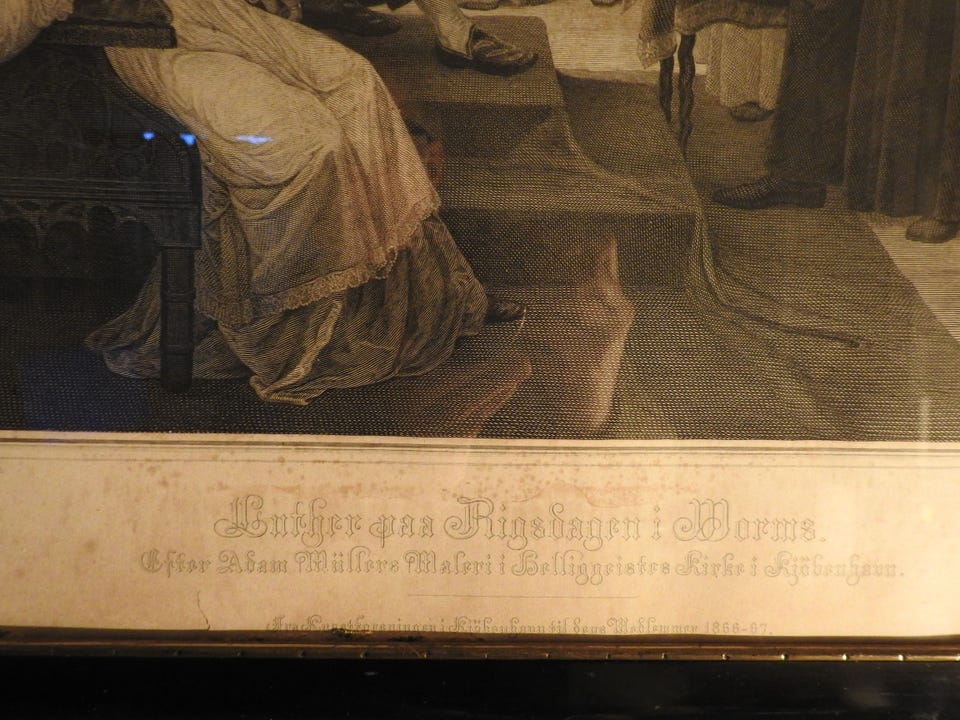 Luther paa Rigsdagen i Worms.
Efter Adam Müllers Maleri i Helliggeistes Kirke i Kjöbenhavn.
Fra Kunstforeningen i Kjöbenhavn til dens Medlemmer 1866-67.